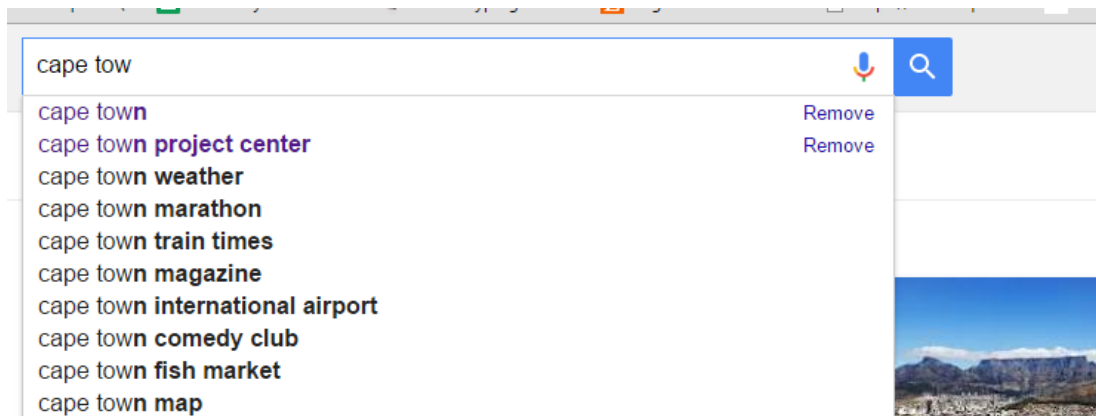 cape tow
cape town Remove
cape town project center Remove
cape town weather
cape town marathon
cape town train times
cape town magazine
cape town international airport
cape town comedy club
cape town fish market
cape town map